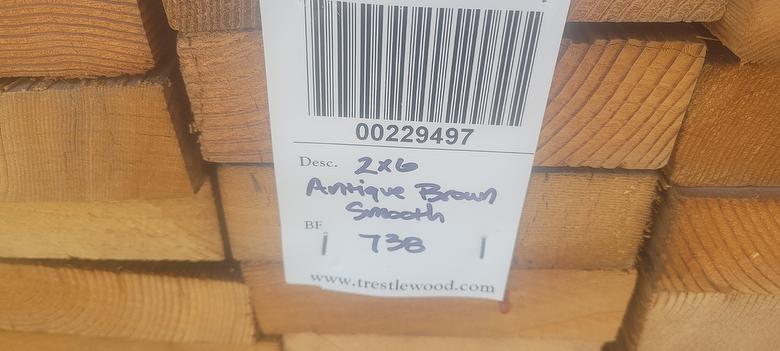 00229497
Desc. 2x6
Antique Brown
Smooth
BF
738
www.trestlewood.com